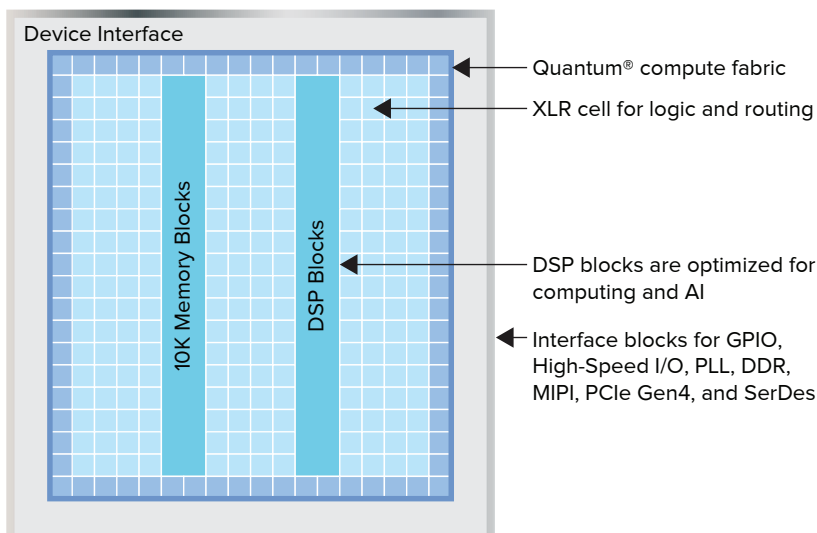 Device Interface
Quantum® compute fabric
XLR cell for logic and routing
10K Memory Blocks
DSP Blocks
DSP blocks are optimized for
computing and AI
Interface blocks for GPIO,
High-Speed I/O, PLL, DDR,
MIPI, PCIe Gen4, and SerDes